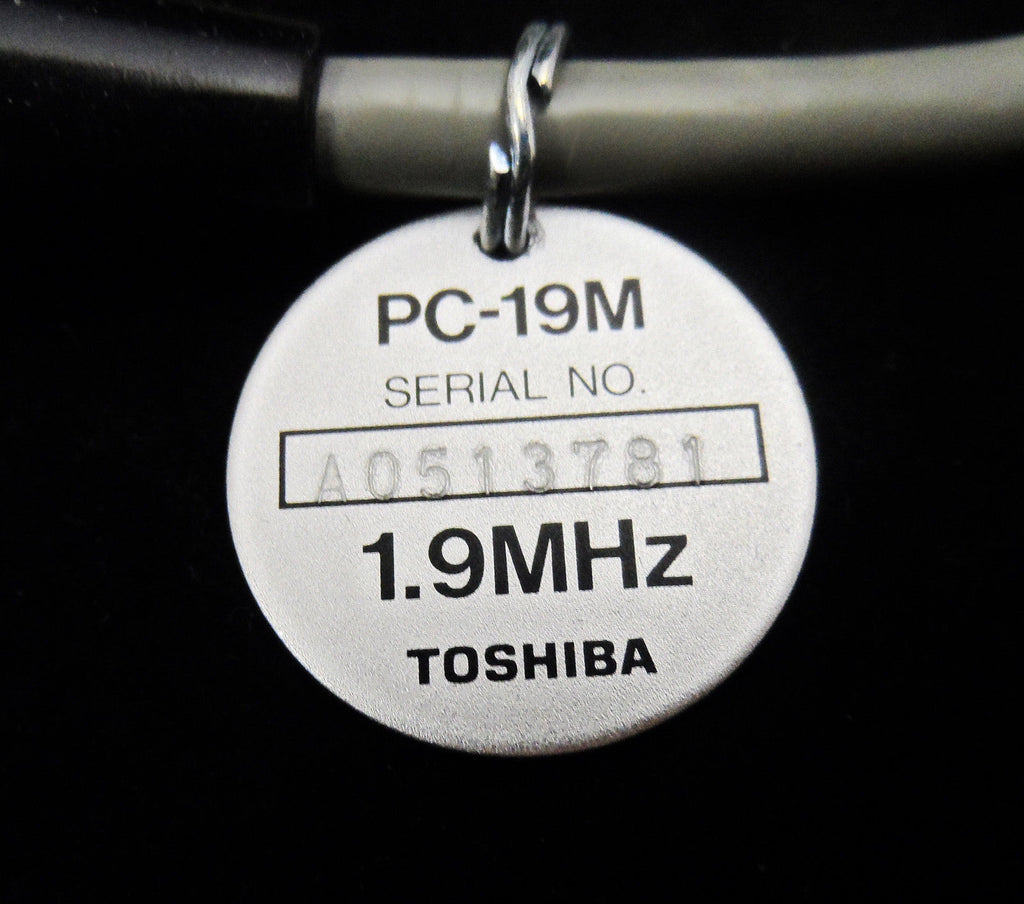 PC-19M
SERIAL NO.
A0513781
1.9MHz
TOSHIBA